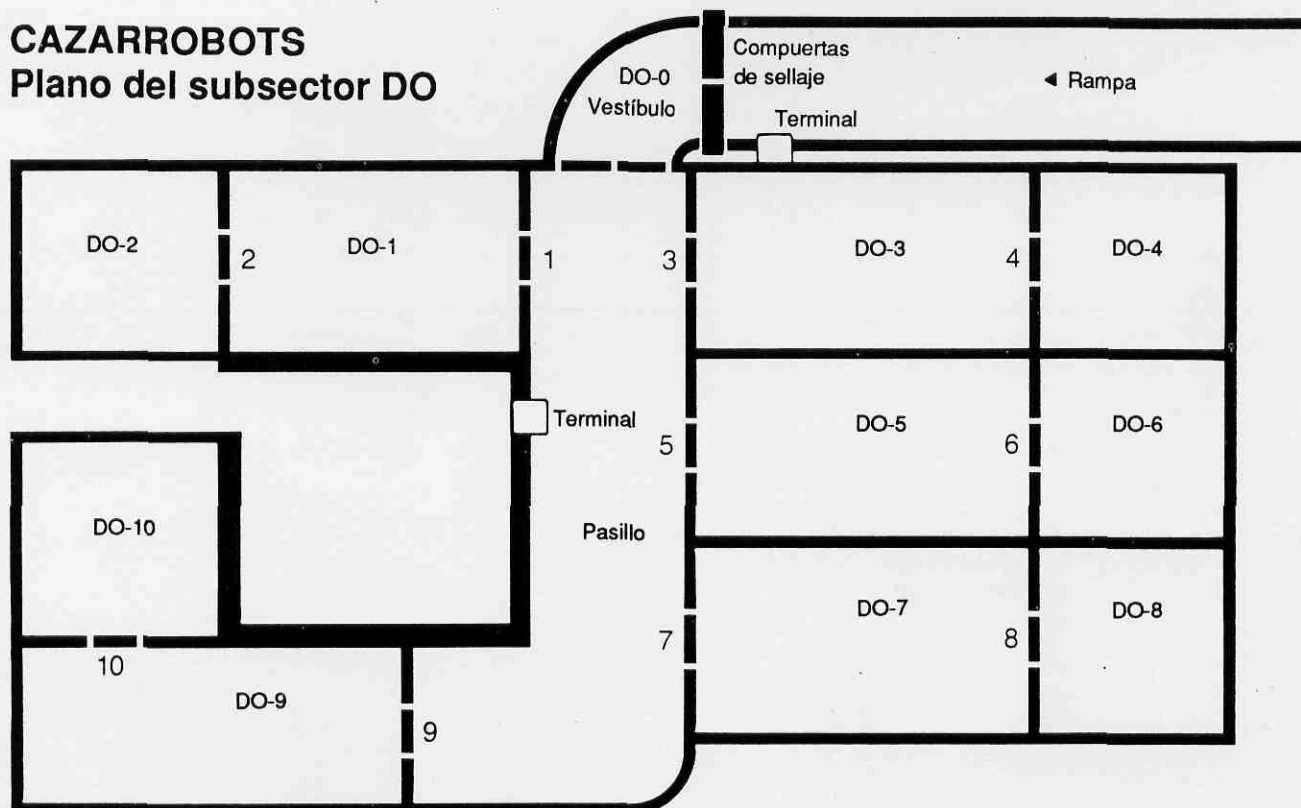 CAZARROBOTS
Plano del subsector DO
Compuertas
de sellaje
DO-0
Vestíbulo
◄ Rampa
Terminal
DO-2
2
DO-1
1
3
DO-3
4
DO-4
Terminal
5
DO-5
6
DO-6
DO-10
Pasillo
10
DO-9
9
7
DO-7
8
DO-8